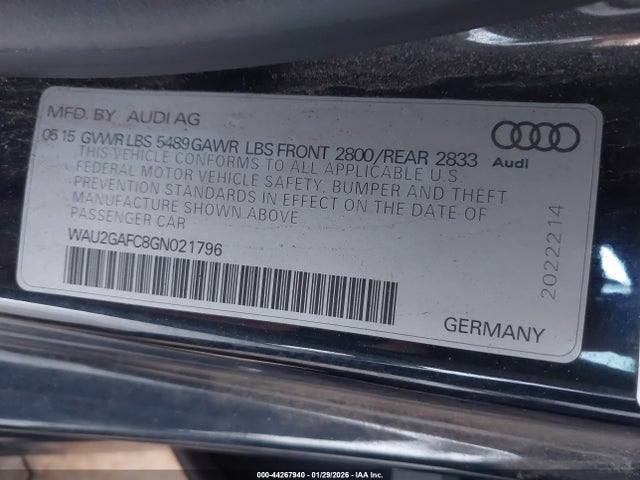 MFD. BY AUDI AG
05 15 GVWR LBS 5489 GAWR LBS FRONT 2800/REAR 2833
THIS VEHICLE CONFORMS TO ALL APPLICABLE U.S.
FEDERAL MOTOR VEHICLE SAFETY, BUMPER AND THEFT
PREVENTION STANDARDS IN EFFECT ON THE DATE OF
MANUFACTURE SHOWN ABOVE
PASSENGER CAR
WAU2GAFC8GN021796
Audi
2022214
GERMANY
000-44267940 - 01/29/2026 - IAA Inc.